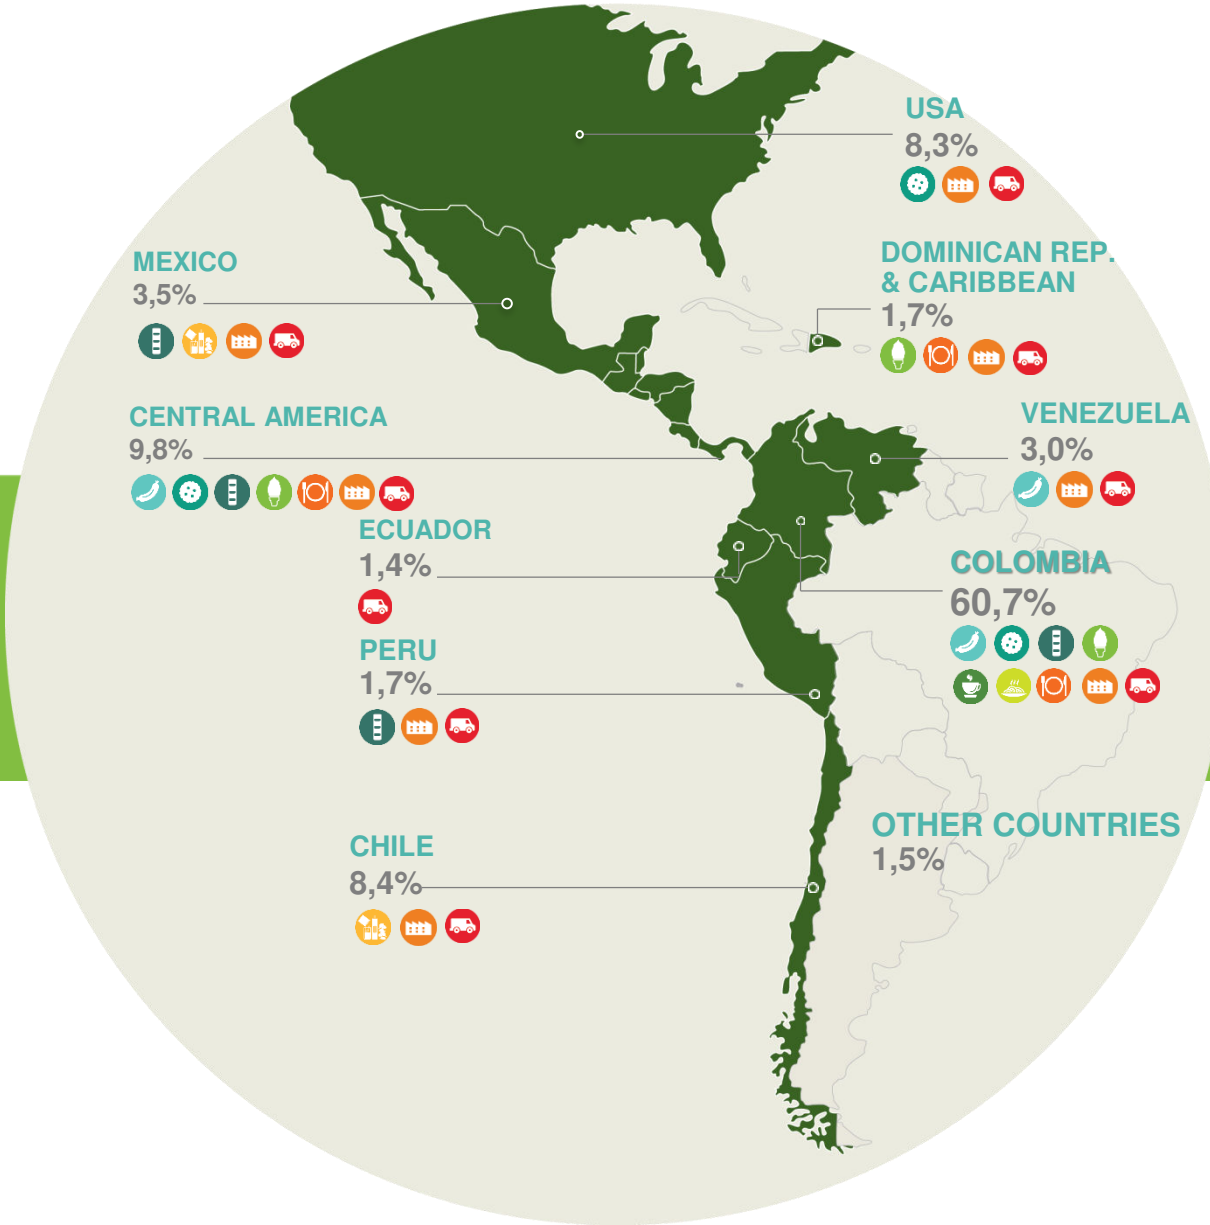 USA
8,3%
DOMINICAN REP.
& CARIBBEAN
1,7%
MEXICO
3,5%
CENTRAL AMERICA
9,8%
VENEZUELA
3,0%
ECUADOR
1,4%
COLOMBIA
60,7%
PERU
1,7%
OTHER COUNTRIES
1,5%
CHILE
8,4%